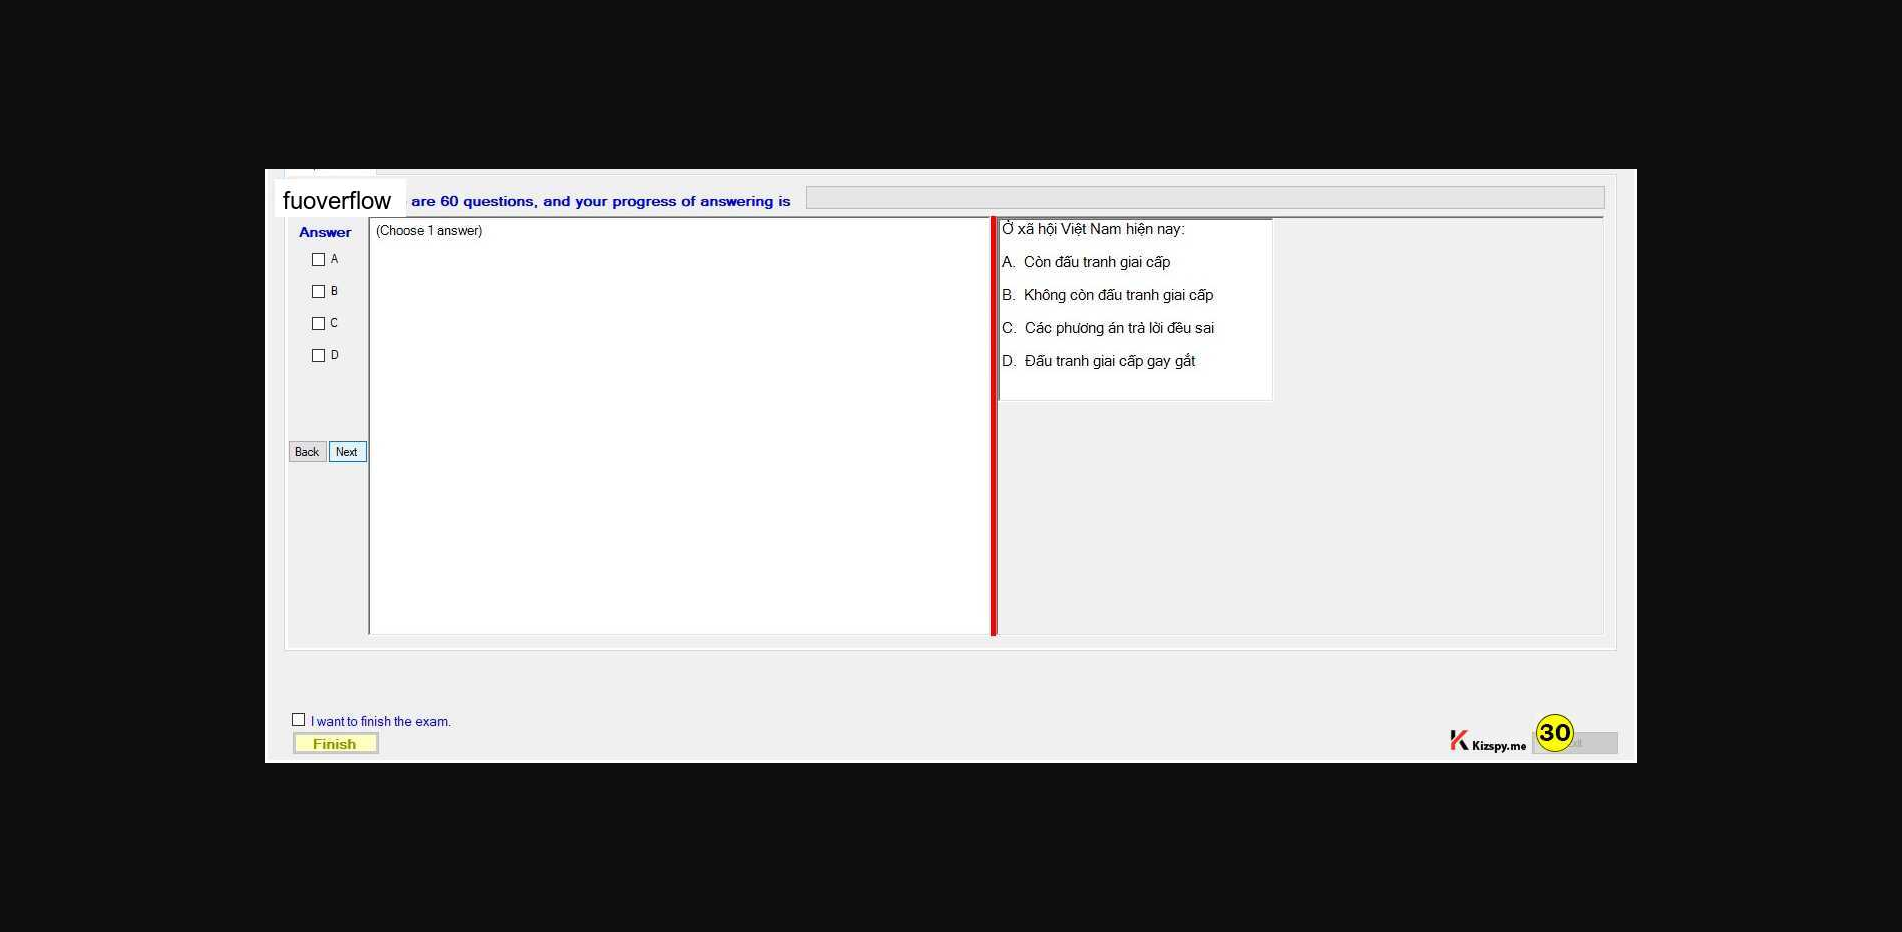 fuoverflow are 60 questions, and your progress of answering is
Answer
A
B
C
D
Back Next
(Choose 1 answer)
Ở xã hội Việt Nam hiện nay:
A. Còn đấu tranh giai cấp
B. Không còn đấu tranh giai cấp
C. Các phương án trả lời đều sai
D. Đấu tranh giai cấp gay gắt
I want to finish the exam.
Finish
Kizspy.me
30